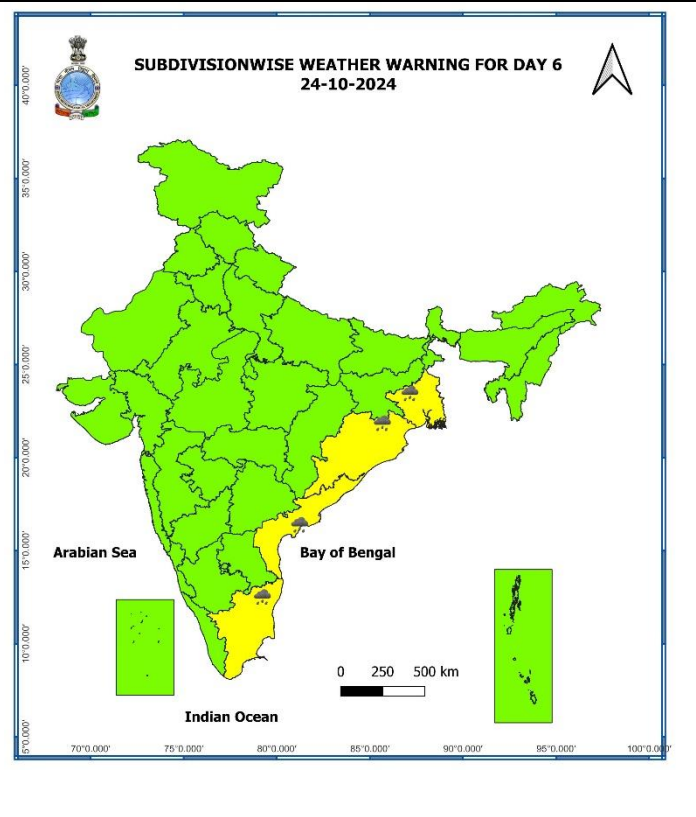 SUBDIVISIONWISE WEATHER WARNING FOR DAY 6
24-10-2024
40°0.000'
35°0.000'
30°0.000'
25°0.000'
20°0.000'
15°0.000'
10°0.000'
5°0.000'
Arabian Sea
Bay of Bengal
0 250 500 km
Indian Ocean
70°0.000' 75°0.000' 80°0.000' 85°0.000' 90°0.000' 95°0.000' 100°0.000'